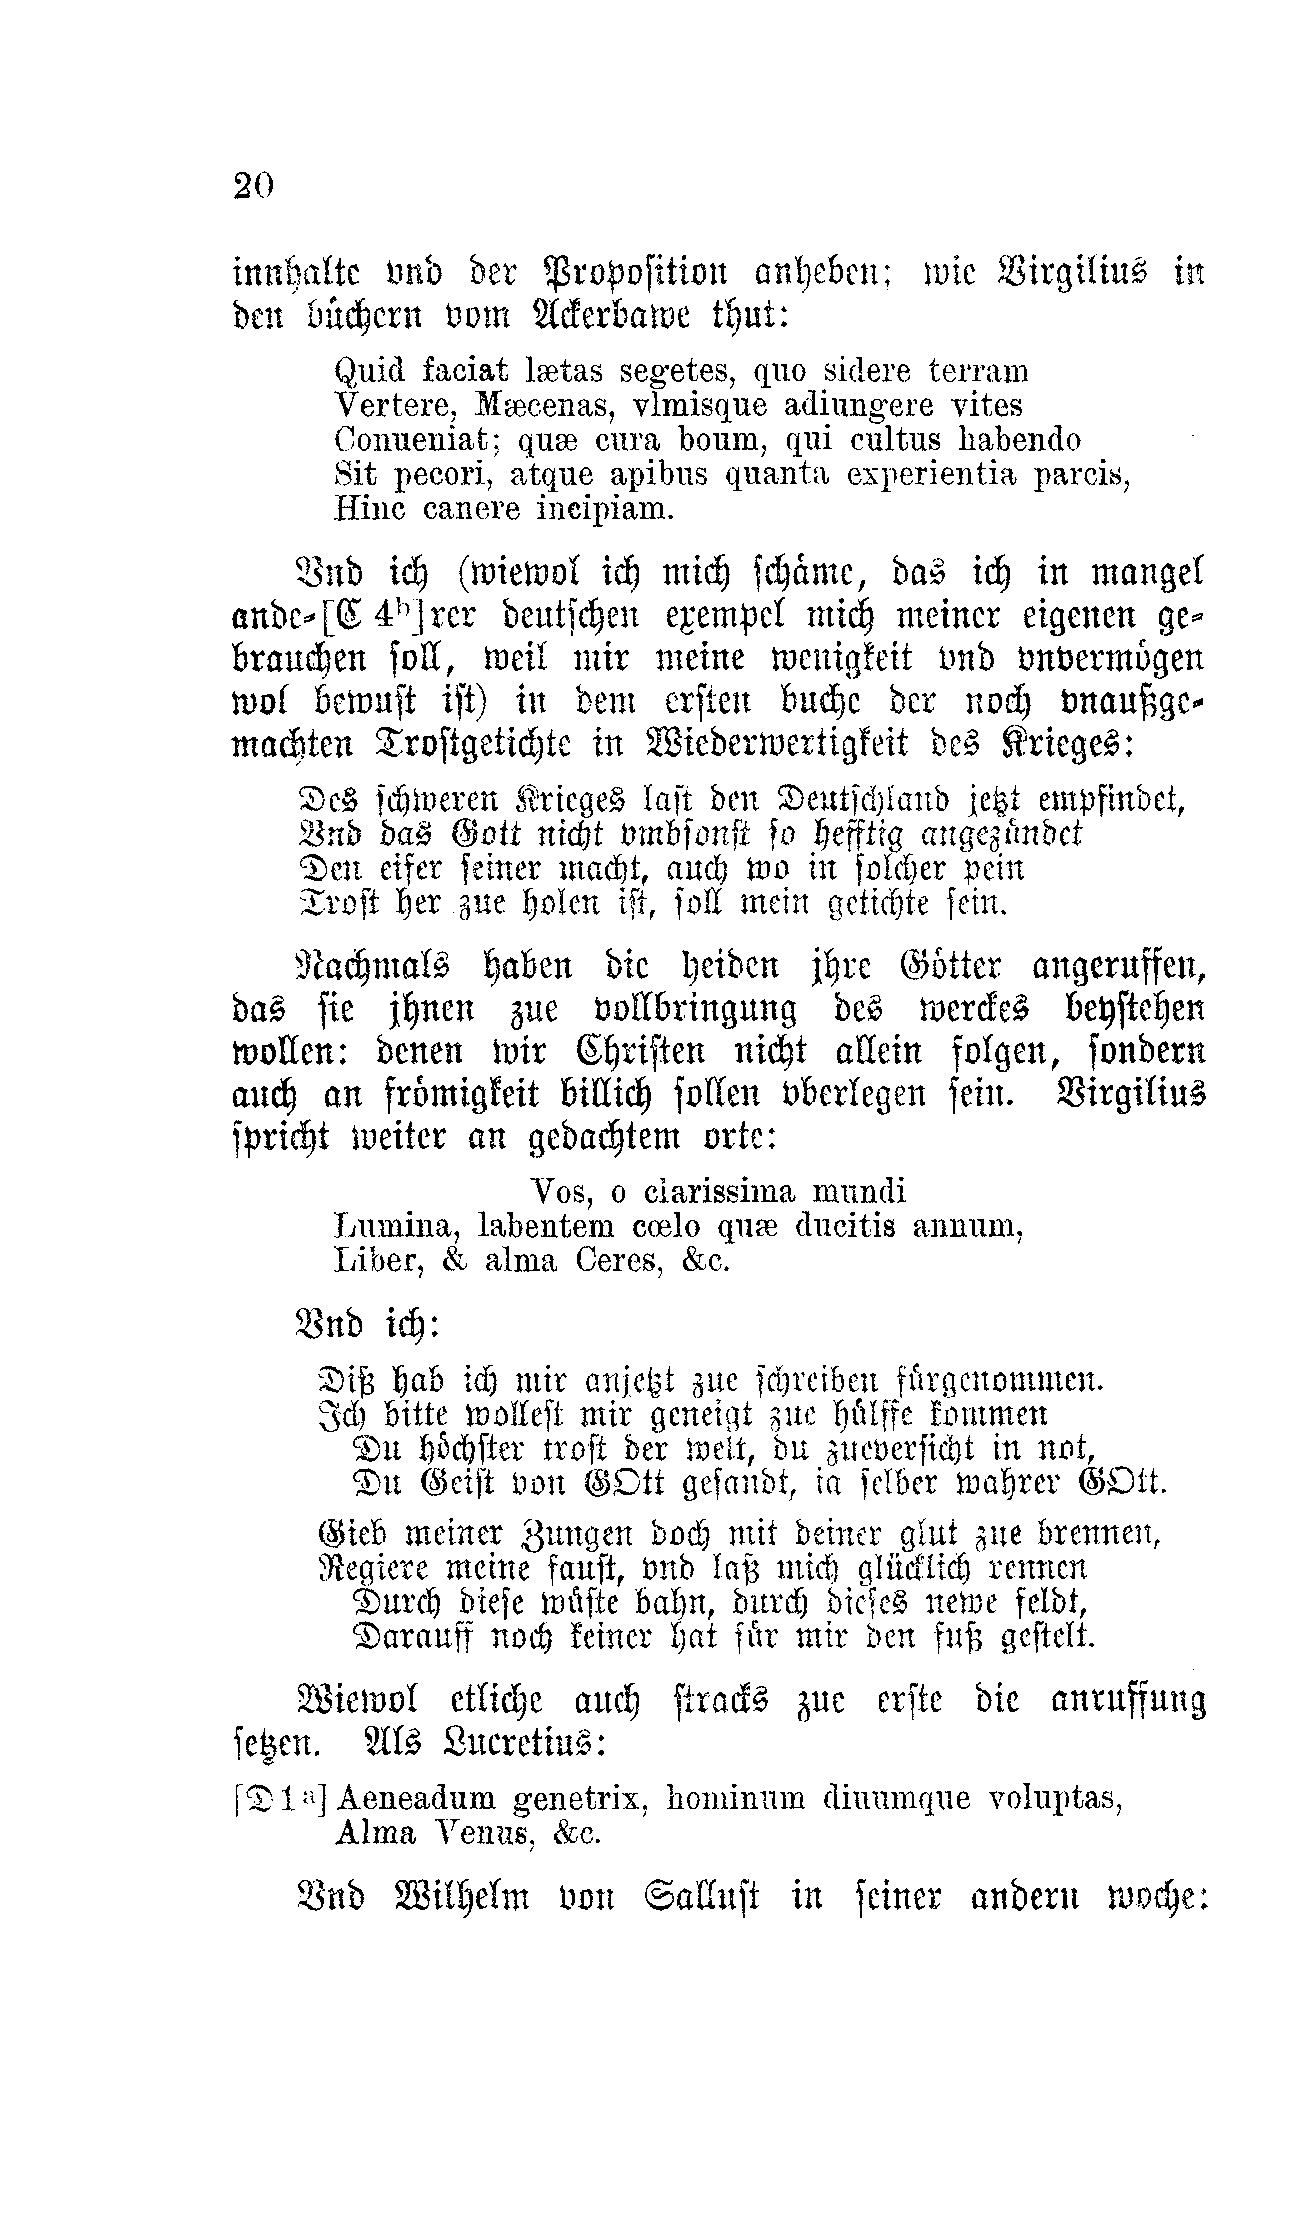 20
innhalte vnd der Proposition anheben; wie Virgilius in
den büchern vom Ackerbawe thut:
Quid faciat lætas segetes, quo sidere terram
Vertere, Mæcenas, vlmisque adiungere vites
Conueniat; quæ cura boum, qui cultus habendo
Sit pecori, atque apibus quanta experientia parcis,
Hinc canere incipiam.
Vnd ich (wiewol ich mich schäme, das ich in mangel
ande-[C 4ᵇ]rer deutschen exempel mich meiner eigenen ge-
brauchen soll, weil mir meine wenigkeit vnd vnvermögen
wol bewust ist) in dem ersten buche der noch vnaußge-
machten Trostgetichte in Wiederwertigkeit des Krieges:
Des schweren Krieges last den Deutschland jetzt empfindet,
Vnd das Gott nicht vmbsonst so hefftig angezündet
Den eifer seiner macht, auch wo in solcher pein
Trost her zue holen ist, soll mein getichte sein.
Nachmals haben die heiden jhre Götter angeruffen,
das sie jhnen zue vollbringung des werckes beystehen
wollen: denen wir Christen nicht allein folgen, sondern
auch an frömigkeit billich sollen vberlegen sein. Virgilius
spricht weiter an gedachtem orte:
Vos, o clarissima mundi
Lumina, labentem cœlo quæ ducitis annum,
Liber, & alma Ceres, &c.
Vnd ich:
Diß hab ich mir anjetzt zue schreiben fürgenommen.
Ich bitte wollest mir geneigt zue hülffe kommen
Du höchster trost der welt, du zueversicht in not,
Du Geist von GOtt gesandt, ia selber wahrer GOtt.
Gieb meiner Zungen doch mit deiner glut zue brennen,
Regiere meine faust, vnd laß mich glücklich rennen
Durch diese wüste bahn, durch dieses newe feldt,
Darauff noch keiner hat für mir den fuß gestelt.
Wiewol etliche auch stracks zue erste die anruffung
setzen. Als Lucretius:
[D 1ᵃ] Aeneadum genetrix, hominum diuumque voluptas,
Alma Venus, &c.
Vnd Wilhelm von Sallust in seiner andern woche: